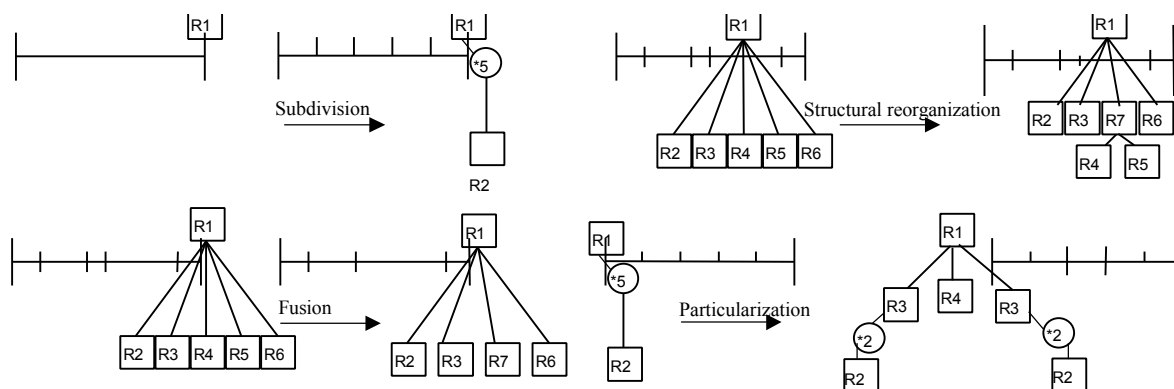 R1
*5
Subdivision
R2
R1
R2 R3 R4 R5 R6
Structural reorganization
R1
R2 R3 R7 R6
R4 R5
R1
R2 R3 R4 R5 R6
Fusion
R1
R2 R3 R7 R6
R1
*5
R2
Particularization
R1
R3 R4 R3
*2 *2
R2 R2
R1